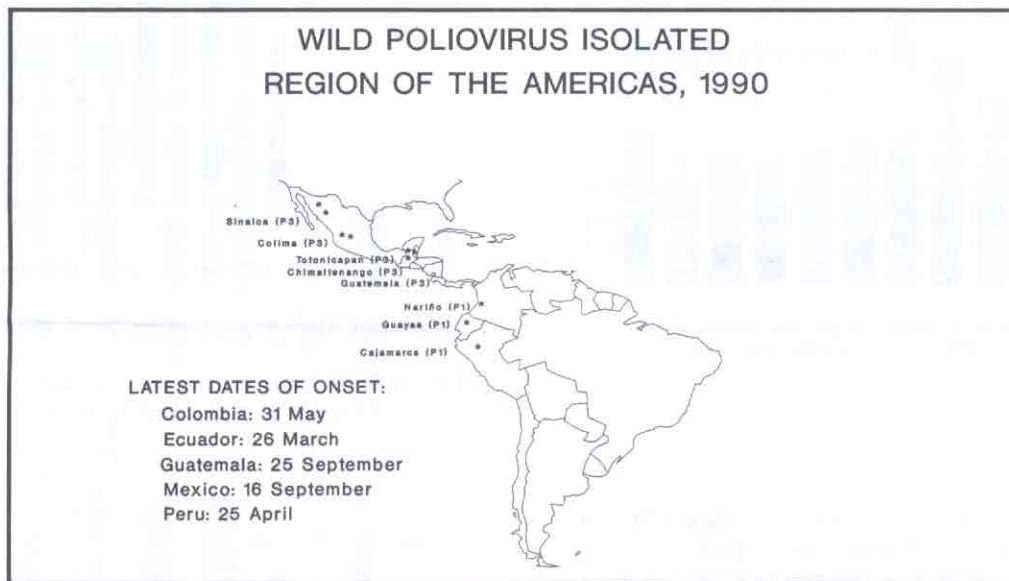 WILD POLIOVIRUS ISOLATED
REGION OF THE AMERICAS, 1990
Sinaloa (P3)
Colima (P3)
Totonicapan (P3)
Chimaltenango (P3)
Guatemala (P3)
Nariño (P1)
Guayas (P1)
Cajamarca (P1)
LATEST DATES OF ONSET:
Colombia: 31 May
Ecuador: 26 March
Guatemala: 25 September
Mexico: 16 September
Peru: 25 April